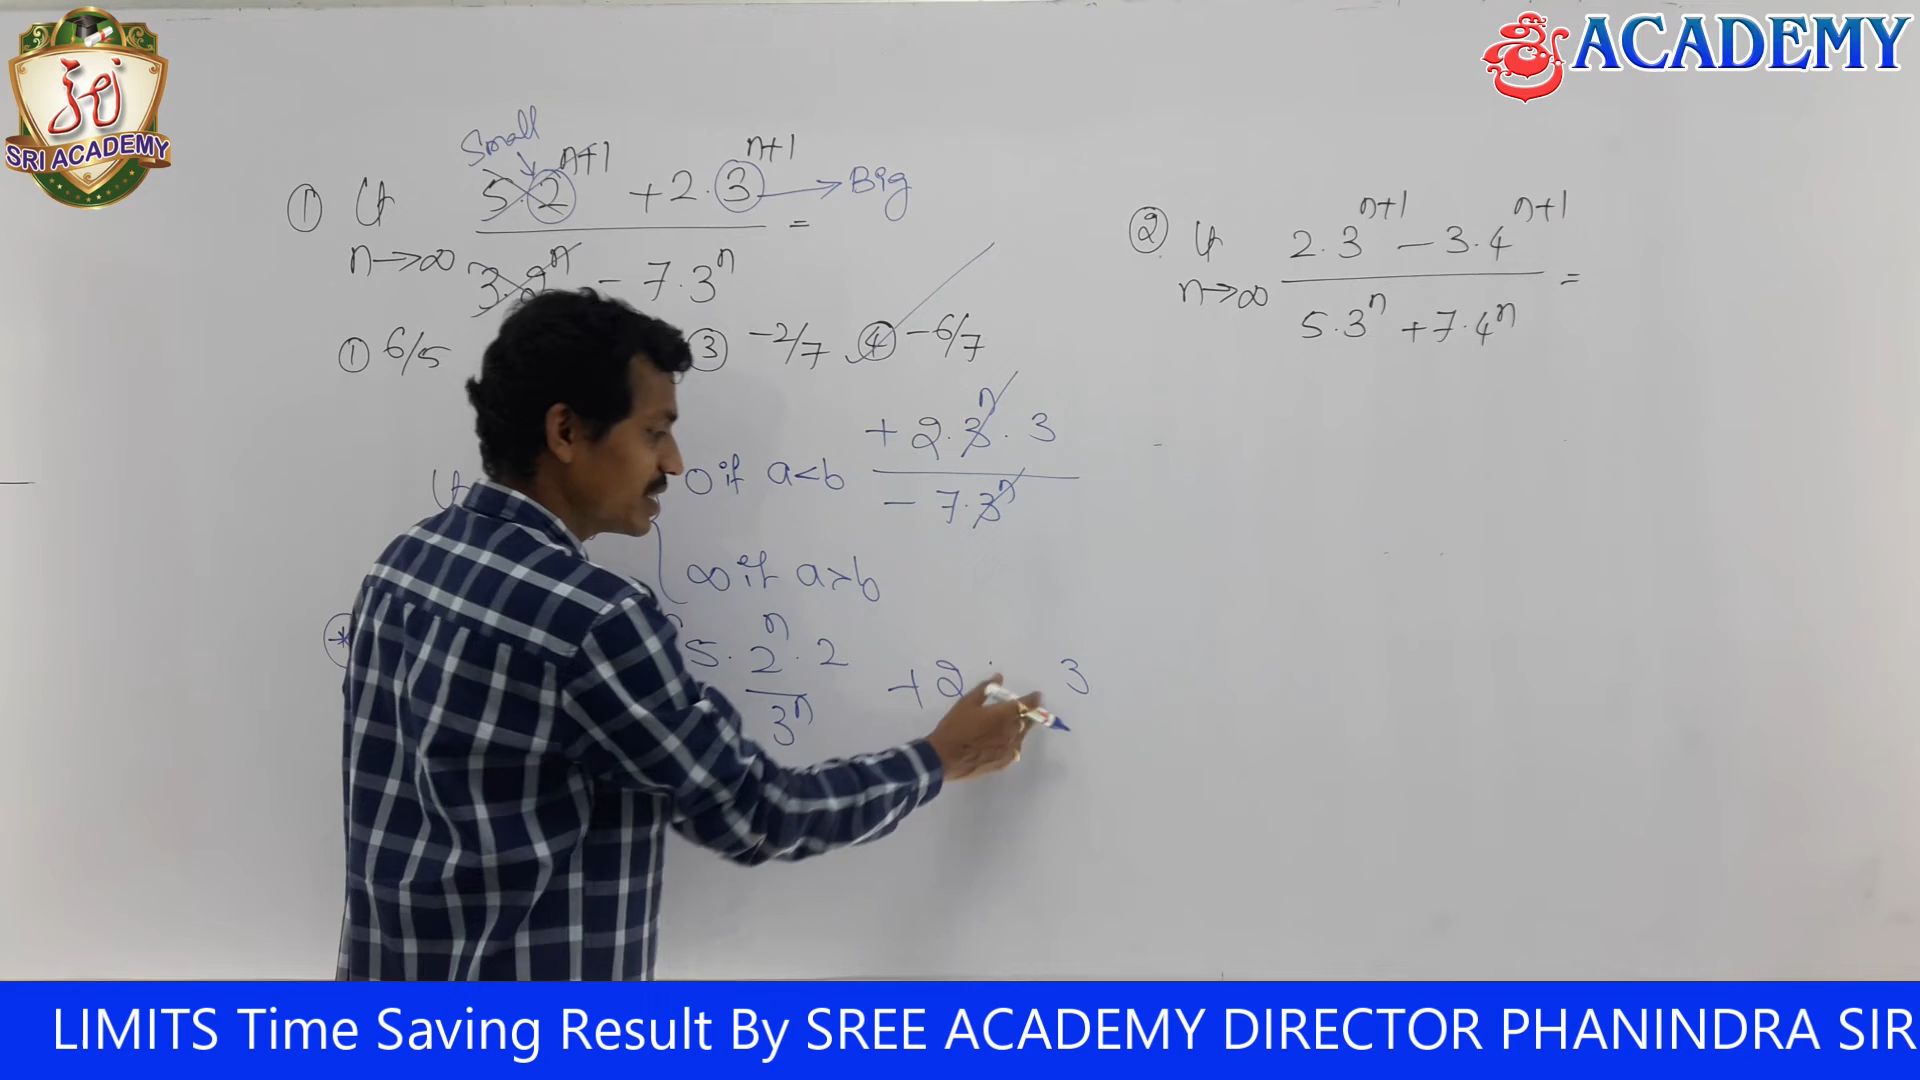 SRI ACADEMY
ACADEMY
Small
① Lt n→∞ 5.2^(n+1) + 2.3^(n+1) → Big
3.2^n - 7.3^n =
① 6/5 ③ -2/7 ④ -6/7
+ 2.3^n.3
0 if a<b
- 7.3^n
∞ if a>b
5.2^n.2 + 2 3
3^n
② Lt n→∞ 2.3^(n+1) - 3.4^(n+1)
5.3^n + 7.4^n =
LIMITS Time Saving Result By SREE ACADEMY DIRECTOR PHANINDRA SIR